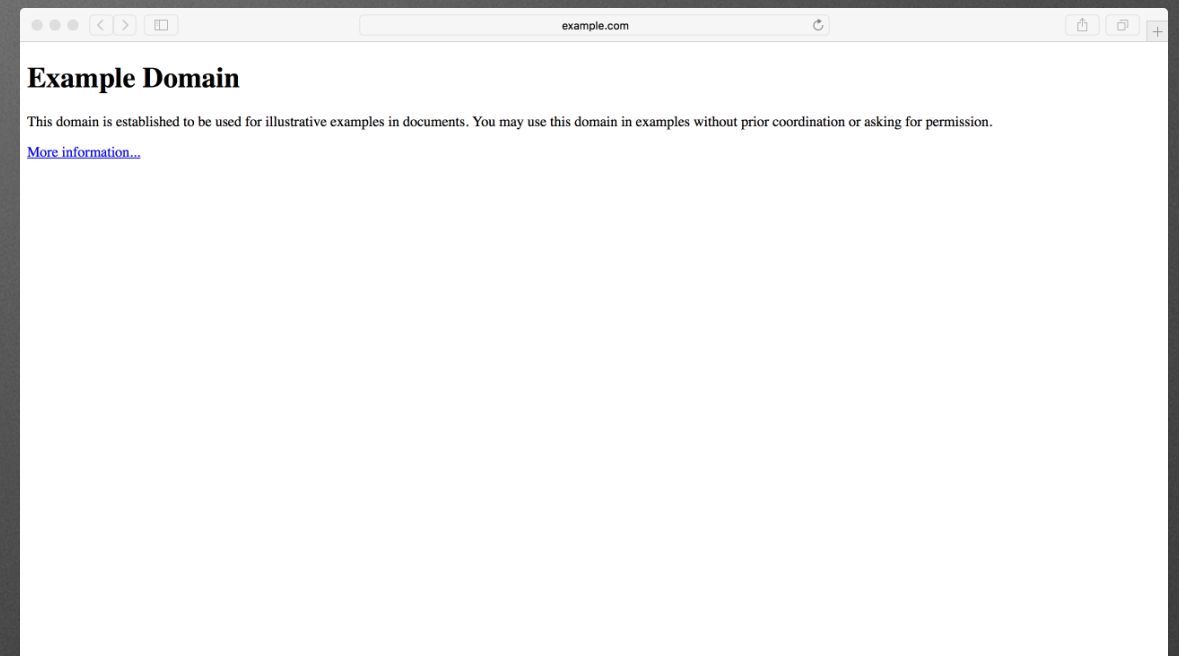 example.com
Example Domain
This domain is established to be used for illustrative examples in documents. You may use this domain in examples without prior coordination or asking for permission.
More information...